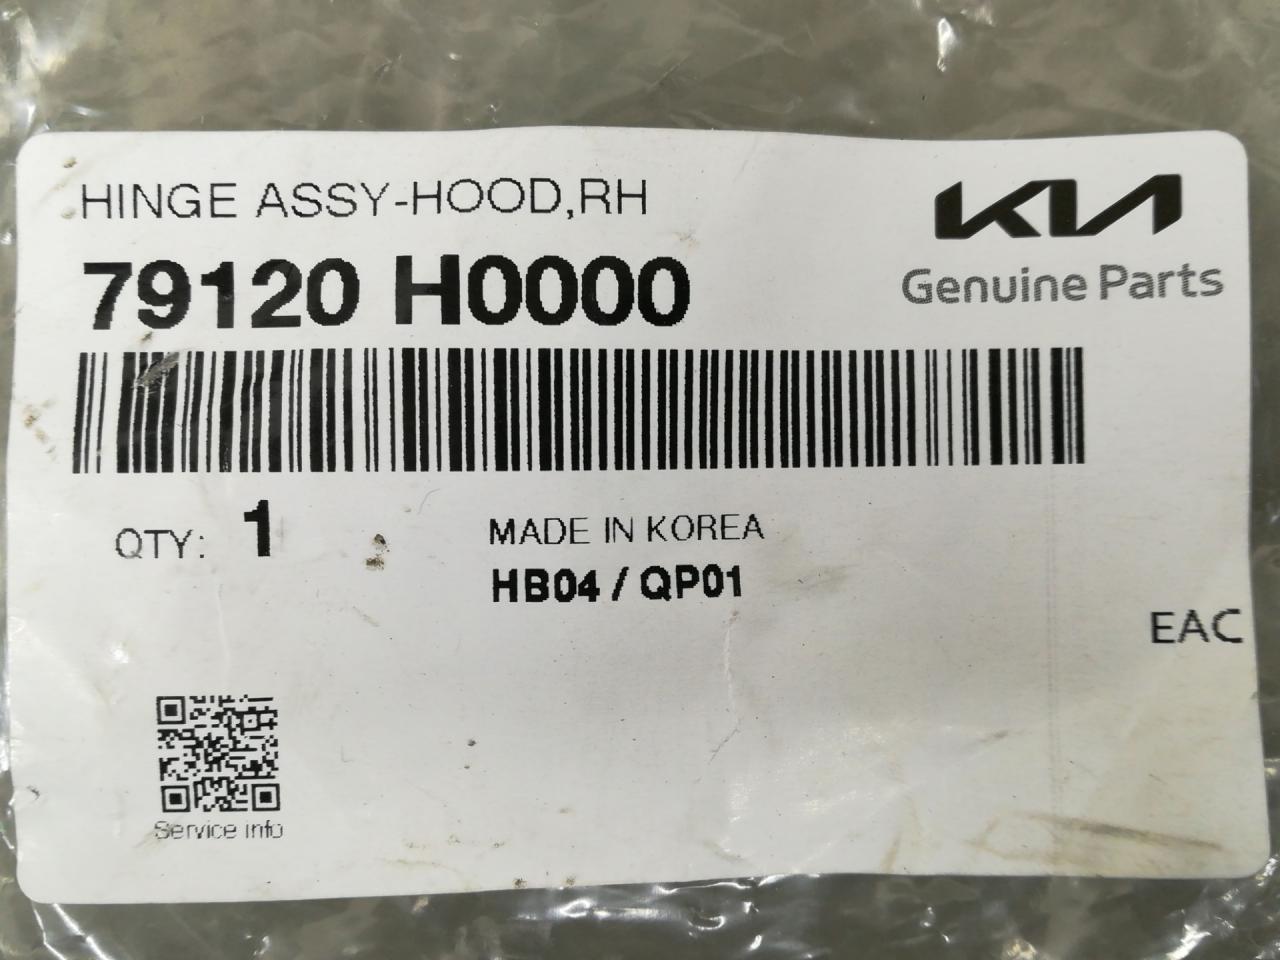 HINGE ASSY-HOOD,RH
KIA
79120 H0000
Genuine Parts
QTY: 1
MADE IN KOREA
HB04 / QP01
EAC
Service info